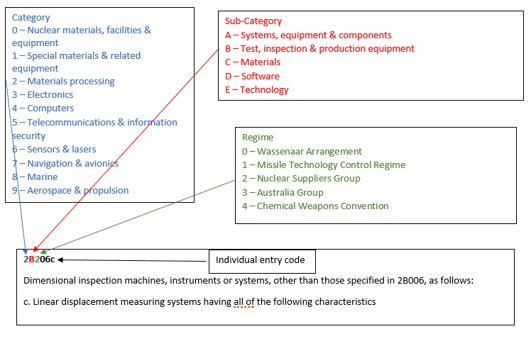 Category
0 – Nuclear materials, facilities &
equipment
1 – Special materials & related
equipment
2 – Materials processing
3 – Electronics
4 – Computers
5 – Telecommunications & information
security
6 – Sensors & lasers
7 – Navigation & avionics
8 – Marine
9 – Aerospace & propulsion
Sub-Category
A – Systems, equipment & components
B – Test, inspection & production equipment
C – Materials
D – Software
E – Technology
Regime
0 – Wassenaar Arrangement
1 – Missile Technology Control Regime
2 – Nuclear Suppliers Group
3 – Australia Group
4 – Chemical Weapons Convention
2B206c
Individual entry code
Dimensional inspection machines, instruments or systems, other than those specified in 2B006, as follows:
c. Linear displacement measuring systems having all of the following characteristics